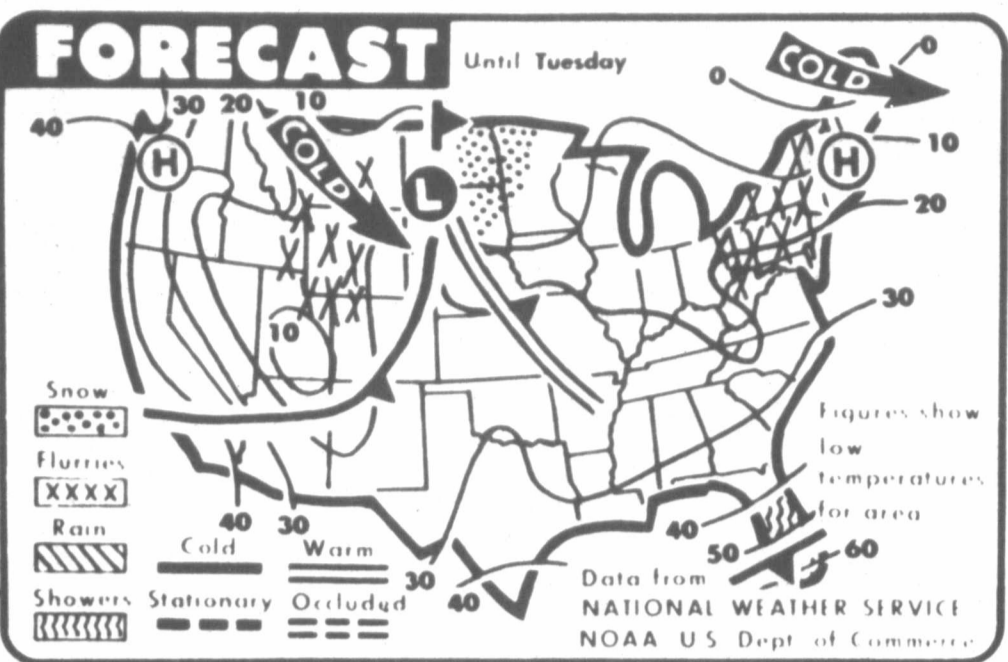 FORECAST
Until Tuesday
COLD
0
0
40
30
20
10
COLD
H
L
H
10
20
30
10
Snow
Flurries
XXXX
Rain
Showers
Cold
Warm
Stationary
Occluded
40
30
30
40
40
50
60
Figures show
low
temperatures
for area
Data from
NATIONAL WEATHER SERVICE
NOAA U S Dept of Commerce